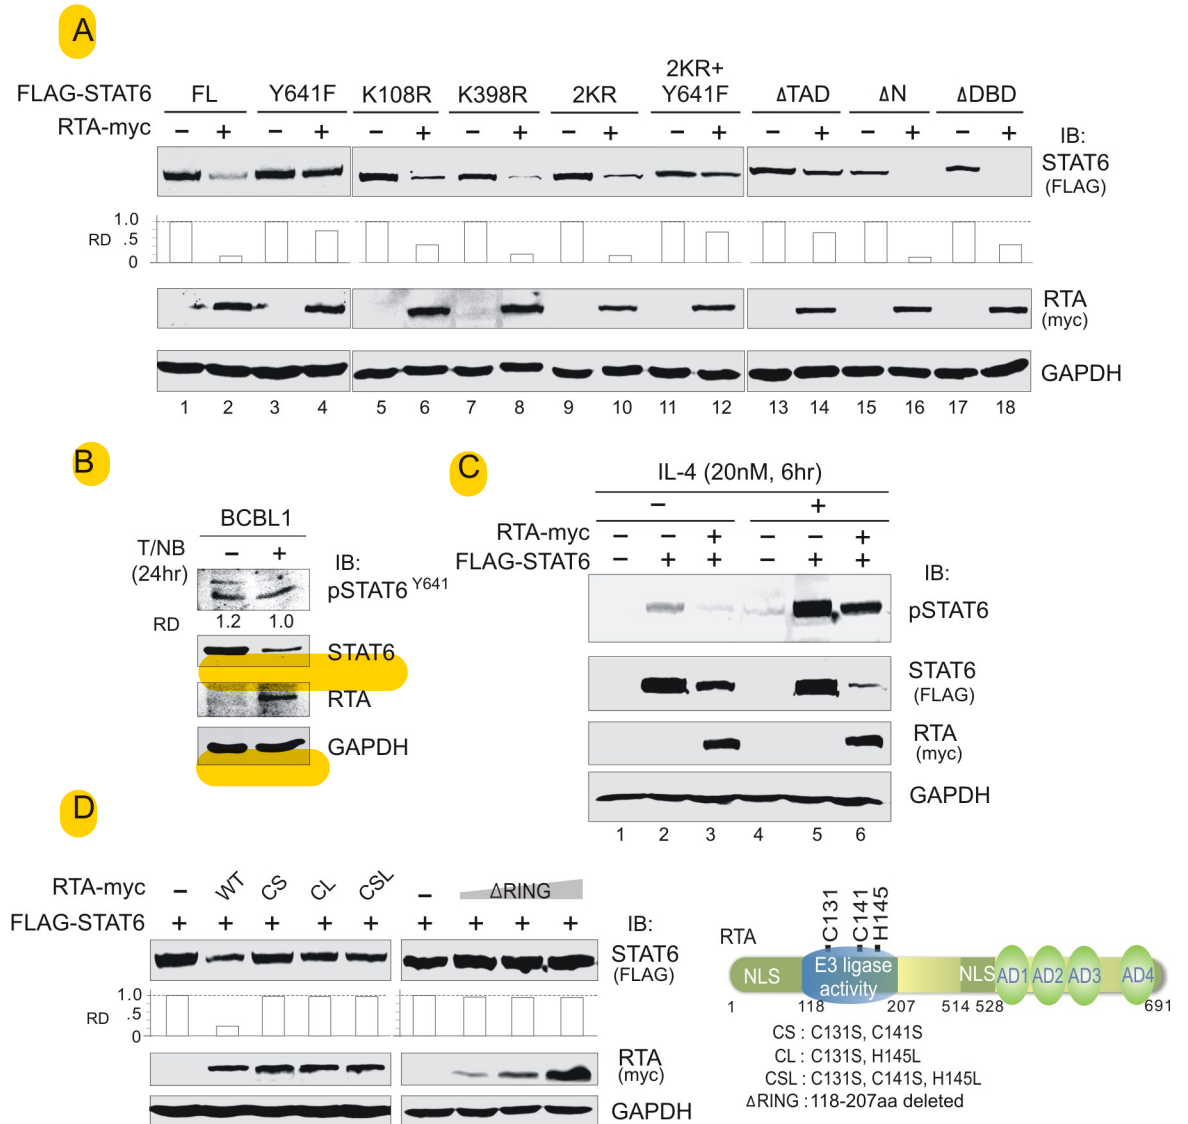 A
2KR+
FLAG-STAT6 FL Y641F K108R K398R 2KR Y641F ΔTAD ΔN ΔDBD
RTA-myc − + − + − + − + − + − + − + − + − + IB:
STAT6
(FLAG)
1.0
RD .5
0
RTA
(myc)
GAPDH
1 2 3 4 5 6 7 8 9 10 11 12 13 14 15 16 17 18
B
BCBL1
T/NB − +
(24hr) IB:
pSTAT6 Y641
RD 1.2 1.0
STAT6
RTA
GAPDH
C
IL-4 (20nM, 6hr)
− +
RTA-myc − − + − − +
FLAG-STAT6 − + + − + +
IB:
pSTAT6
STAT6
(FLAG)
RTA
(myc)
GAPDH
1 2 3 4 5 6
D
RTA-myc − WT CS CL CSL − ΔRING
FLAG-STAT6 + + + + + + + + + IB:
STAT6
(FLAG)
1.0
RD .5
0
RTA
(myc)
GAPDH
C131 C141 H145
RTA
NLS E3 ligase activity NLS AD1 AD2 AD3 AD4
1 118 207 514 528 691
CS : C131S, C141S
CL : C131S, H145L
CSL : C131S, C141S, H145L
ΔRING : 118-207aa deleted